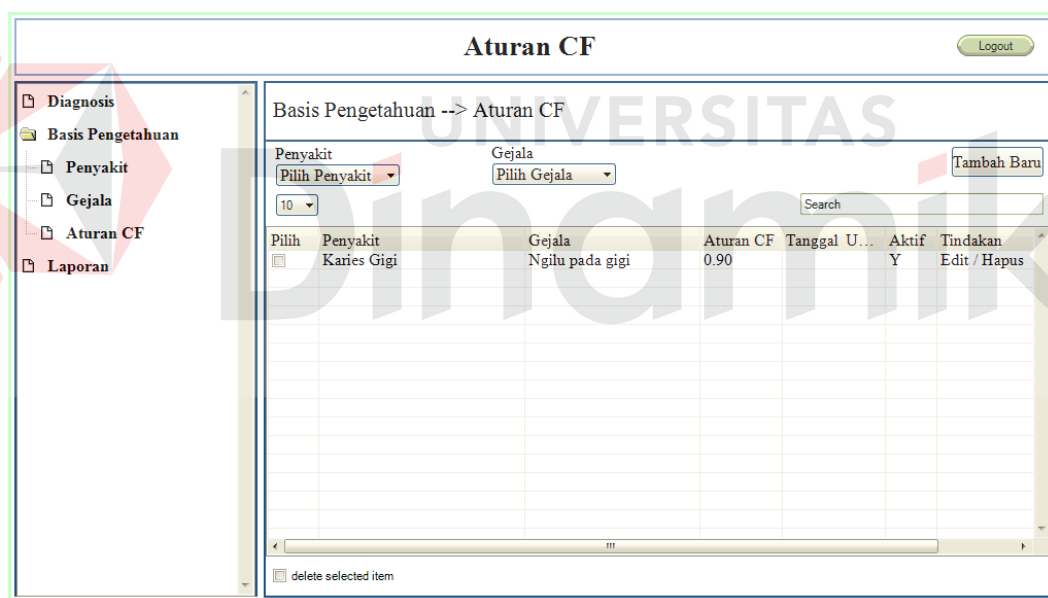 Aturan CF
Logout
Diagnosis
Basis Pengetahuan
Penyakit
Gejala
Aturan CF
Laporan
Basis Pengetahuan --> Aturan CF
UNIVERSITAS
Dinamika
Penyakit Gejala
Pilih Penyakit Pilih Gejala Tambah Baru
10 Search
Pilih Penyakit Gejala Aturan CF Tanggal U... Aktif Tindakan
Karies Gigi Ngilu pada gigi 0.90 Y Edit / Hapus
delete selected item